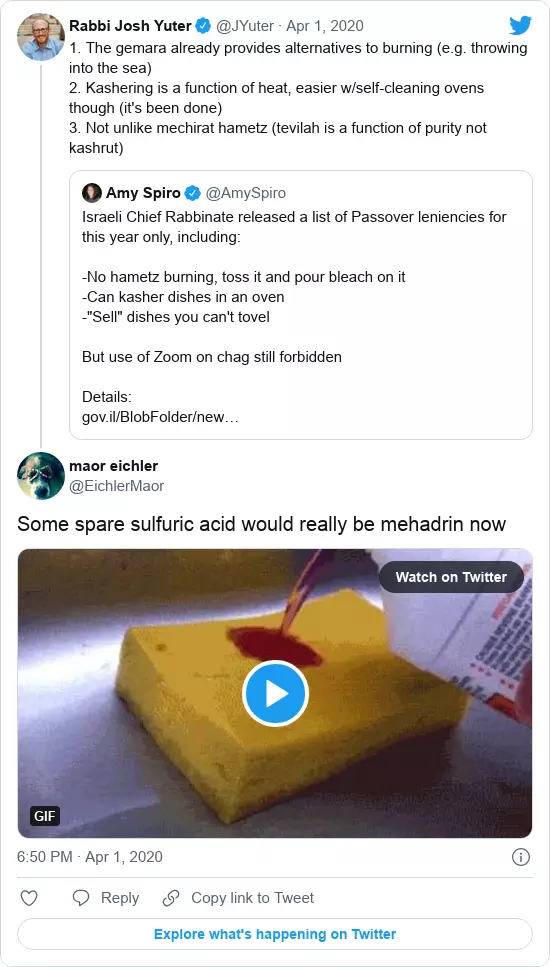 Rabbi Josh Yuter @JYuter · Apr 1, 2020
1. The gemara already provides alternatives to burning (e.g. throwing
into the sea)
2. Kashering is a function of heat, easier w/self-cleaning ovens
though (it's been done)
3. Not unlike mechirat hametz (tevilah is a function of purity not
kashrut)
Amy Spiro @AmySpiro
Israeli Chief Rabbinate released a list of Passover leniencies for
this year only, including:
-No hametz burning, toss it and pour bleach on it
-Can kasher dishes in an oven
-"Sell" dishes you can't tovel
But use of Zoom on chag still forbidden
Details:
gov.il/BlobFolder/new…
maor eichler
@EichlerMaor
Some spare sulfuric acid would really be mehadrin now
Watch on Twitter
GIF
6:50 PM · Apr 1, 2020
Reply
Copy link to Tweet
Explore what's happening on Twitter